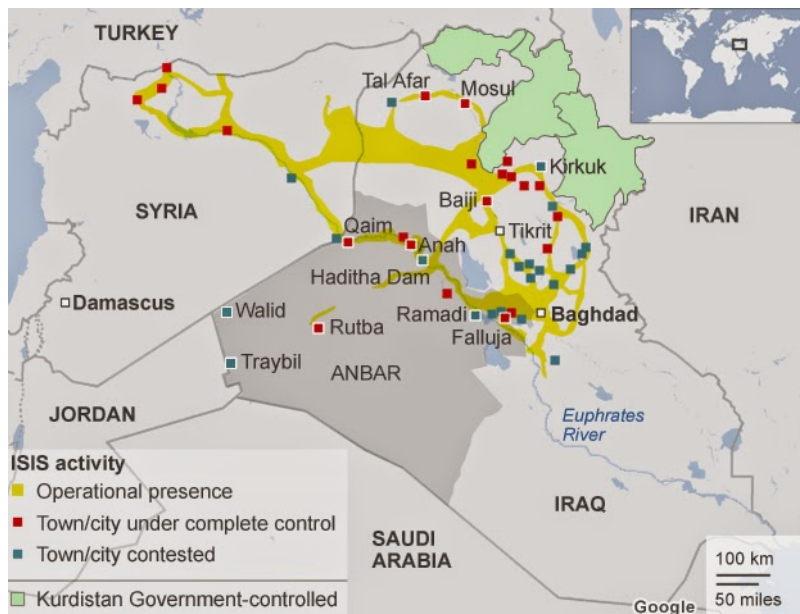 TURKEY
Tal Afar
Mosul
Kirkuk
Baiji
SYRIA
IRAN
Qaim
Tikrit
Anah
Haditha Dam
Damascus
Walid
Ramadi
Baghdad
Rutba
Falluja
Traybil
ANBAR
JORDAN
Euphrates
River
ISIS activity
Operational presence
Town/city under complete control
Town/city contested
Kurdistan Government-controlled
IRAQ
SAUDI
ARABIA
100 km
50 miles
Google